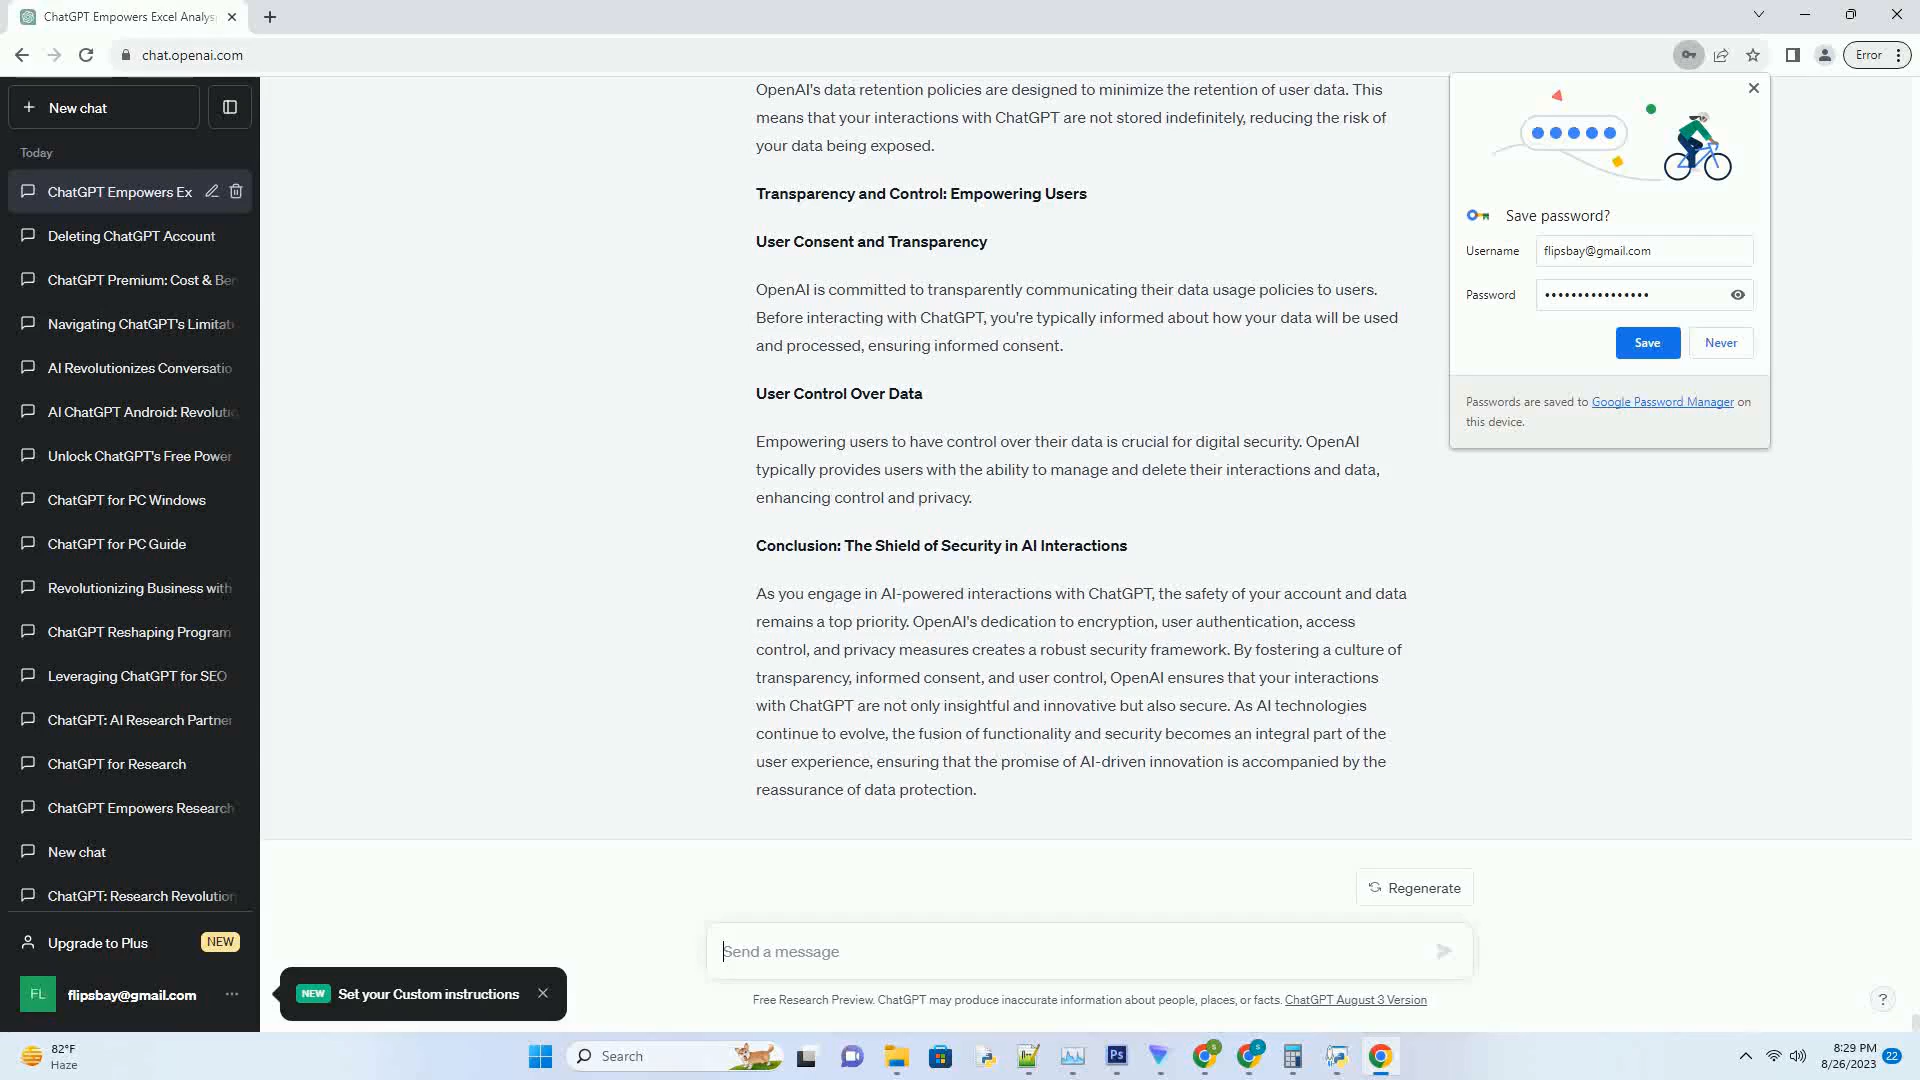 ChatGPT Empowers Excel Analys
chat.openai.com
Error
New chat
Today
ChatGPT Empowers Ex
Deleting ChatGPT Account
ChatGPT Premium: Cost & Ben
Navigating ChatGPT's Limitat
AI Revolutionizes Conversatio
AI ChatGPT Android: Revoluti
Unlock ChatGPT's Free Power
ChatGPT for PC Windows
ChatGPT for PC Guide
Revolutionizing Business with
ChatGPT Reshaping Program
Leveraging ChatGPT for SEO
ChatGPT: AI Research Partner
ChatGPT for Research
ChatGPT Empowers Research
New chat
ChatGPT: Research Revolution
Upgrade to Plus
NEW
FL
flipsbay@gmail.com
OpenAI's data retention policies are designed to minimize the retention of user data. This
means that your interactions with ChatGPT are not stored indefinitely, reducing the risk of
your data being exposed.
Transparency and Control: Empowering Users
User Consent and Transparency
OpenAI is committed to transparently communicating their data usage policies to users.
Before interacting with ChatGPT, you're typically informed about how your data will be used
and processed, ensuring informed consent.
User Control Over Data
Empowering users to have control over their data is crucial for digital security. OpenAI
typically provides users with the ability to manage and delete their interactions and data,
enhancing control and privacy.
Conclusion: The Shield of Security in AI Interactions
As you engage in AI-powered interactions with ChatGPT, the safety of your account and data
remains a top priority. OpenAI's dedication to encryption, user authentication, access
control, and privacy measures creates a robust security framework. By fostering a culture of
transparency, informed consent, and user control, OpenAI ensures that your interactions
with ChatGPT are not only insightful and innovative but also secure. As AI technologies
continue to evolve, the fusion of functionality and security becomes an integral part of the
user experience, ensuring that the promise of AI-driven innovation is accompanied by the
reassurance of data protection.
Regenerate
Send a message
Free Research Preview. ChatGPT may produce inaccurate information about people, places, or facts. ChatGPT August 3 Version
NEW Set your Custom instructions
?
Save password?
Username flipsbay@gmail.com
Password ••••••••••••••••
Save Never
Passwords are saved to Google Password Manager on
this device.
82°F
Haze
Search
Ps
S
S
8:29 PM
8/26/2023
22